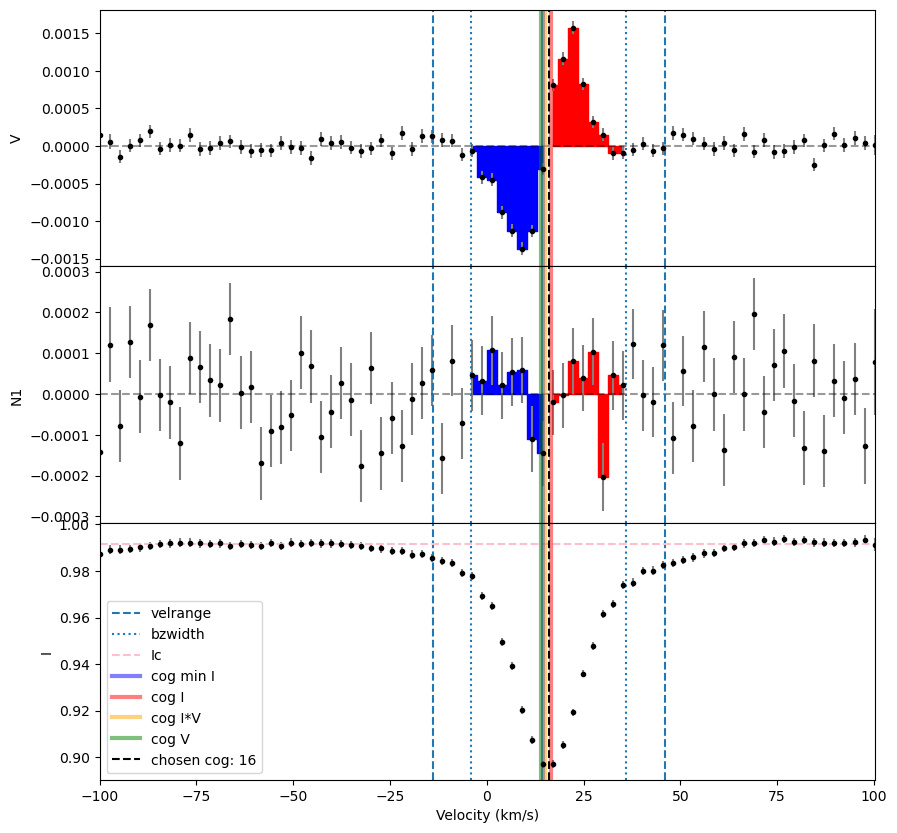 0.0015
0.0010
0.0005
0.0000
−0.0005
−0.0010
−0.0015
V
0.0003
0.0002
0.0001
0.0000
−0.0001
−0.0002
−0.0003
N1
1.00
0.98
0.96
0.94
0.92
0.90
I
velrange
bzwidth
Ic
cog min I
cog I
cog I*V
cog V
chosen cog: 16
−100 −75 −50 −25 0 25 50 75 100
Velocity (km/s)